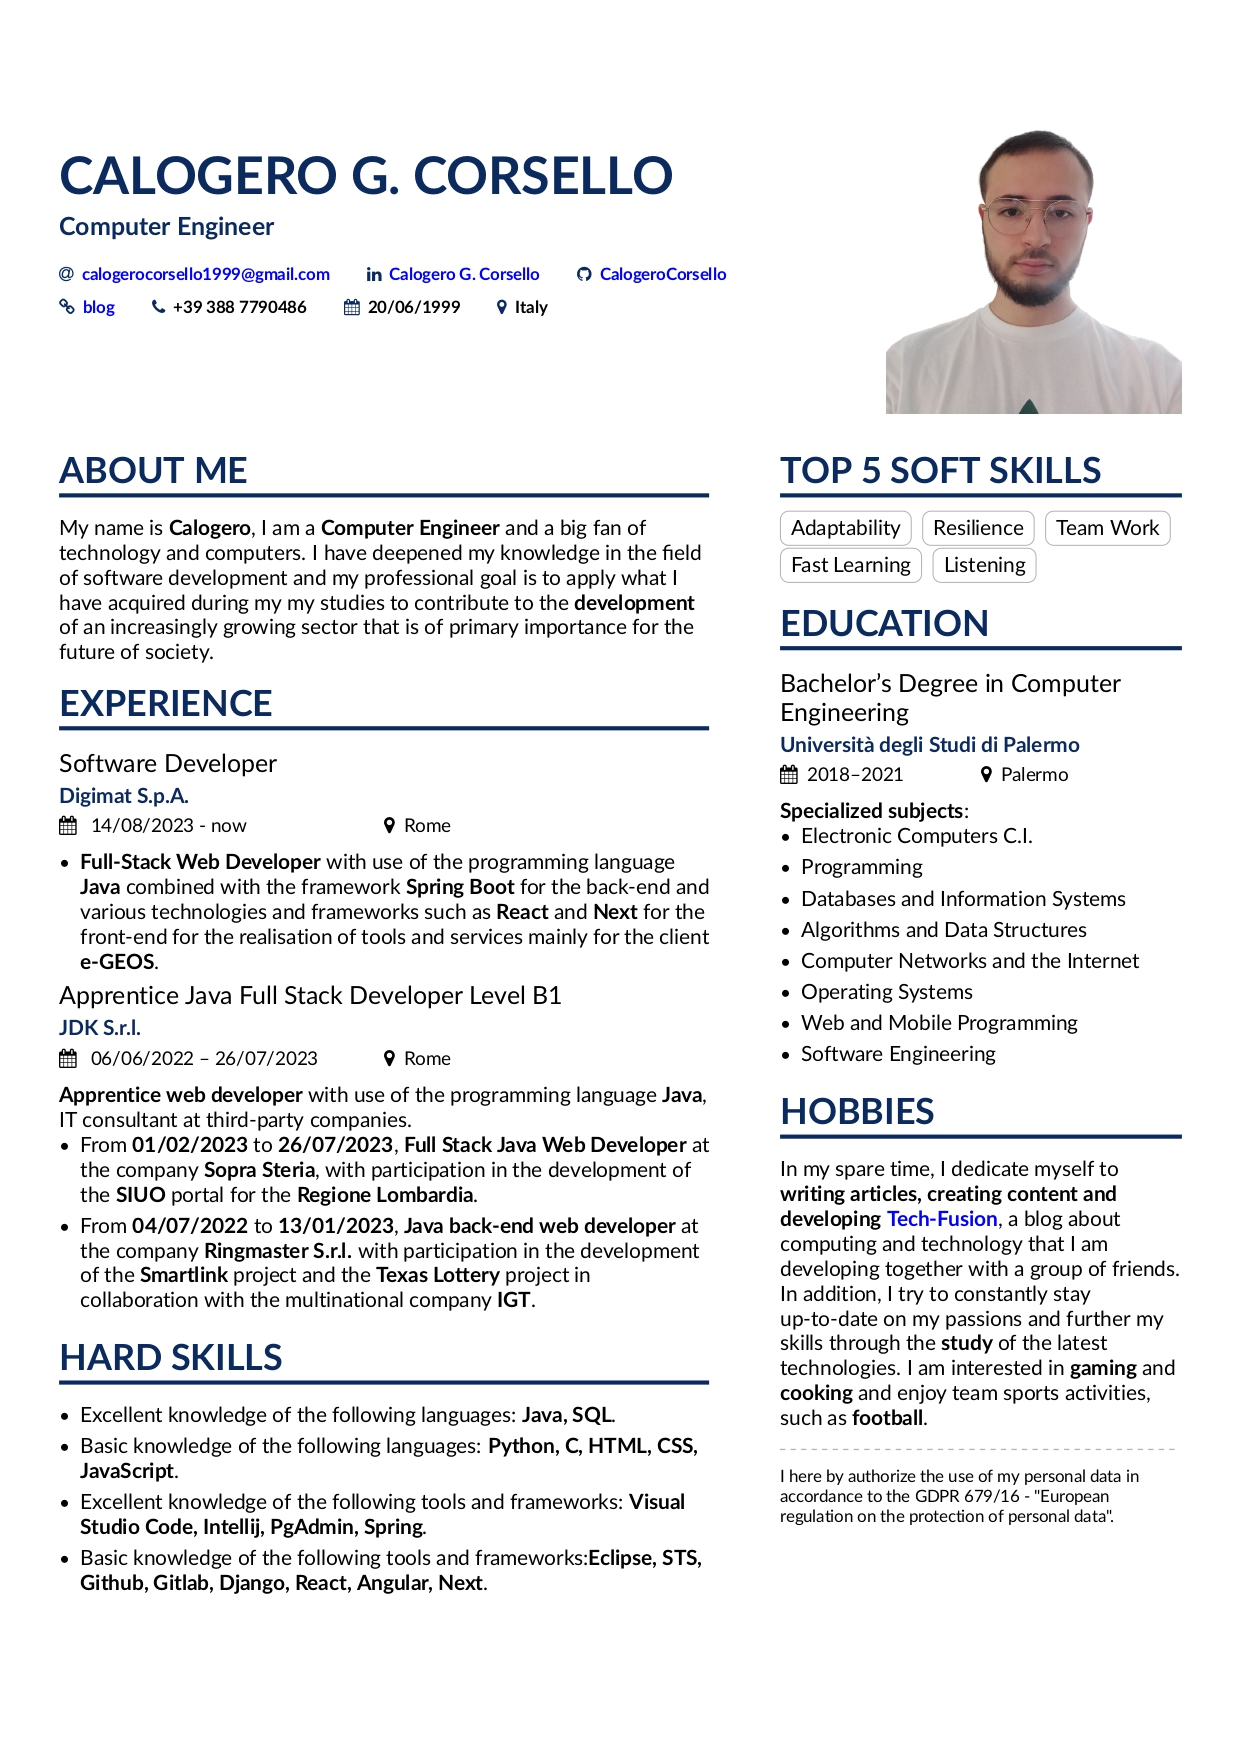 CALOGERO G. CORSELLO
Computer Engineer
@ calogerocorsello1999@gmail.com in Calogero G. Corsello CalogeroCorsello
blog +39 388 7790486 20/06/1999 Italy
ABOUT ME
My name is Calogero, I am a Computer Engineer and a big fan of
technology and computers. I have deepened my knowledge in the field
of software development and my professional goal is to apply what I
have acquired during my my studies to contribute to the development
of an increasingly growing sector that is of primary importance for the
future of society.
EXPERIENCE
Software Developer
Digimat S.p.A.
14/08/2023 - now Rome
• Full-Stack Web Developer with use of the programming language
Java combined with the framework Spring Boot for the back-end and
various technologies and frameworks such as React and Next for the
front-end for the realisation of tools and services mainly for the client
e-GEOS.
Apprentice Java Full Stack Developer Level B1
JDK S.r.l.
06/06/2022 – 26/07/2023 Rome
Apprentice web developer with use of the programming language Java,
IT consultant at third-party companies.
• From 01/02/2023 to 26/07/2023, Full Stack Java Web Developer at
the company Sopra Steria, with participation in the development of
the SIUO portal for the Regione Lombardia.
• From 04/07/2022 to 13/01/2023, Java back-end web developer at
the company Ringmaster S.r.l. with participation in the development
of the Smartlink project and the Texas Lottery project in
collaboration with the multinational company IGT.
HARD SKILLS
• Excellent knowledge of the following languages: Java, SQL.
• Basic knowledge of the following languages: Python, C, HTML, CSS,
JavaScript.
• Excellent knowledge of the following tools and frameworks: Visual
Studio Code, Intellij, PgAdmin, Spring.
• Basic knowledge of the following tools and frameworks:Eclipse, STS,
Github, Gitlab, Django, React, Angular, Next.
TOP 5 SOFT SKILLS
Adaptability Resilience Team Work
Fast Learning Listening
EDUCATION
Bachelor’s Degree in Computer
Engineering
Università degli Studi di Palermo
2018–2021 Palermo
Specialized subjects:
• Electronic Computers C.I.
• Programming
• Databases and Information Systems
• Algorithms and Data Structures
• Computer Networks and the Internet
• Operating Systems
• Web and Mobile Programming
• Software Engineering
HOBBIES
In my spare time, I dedicate myself to
writing articles, creating content and
developing Tech-Fusion, a blog about
computing and technology that I am
developing together with a group of friends.
In addition, I try to constantly stay
up-to-date on my passions and further my
skills through the study of the latest
technologies. I am interested in gaming and
cooking and enjoy team sports activities,
such as football.
I here by authorize the use of my personal data in
accordance to the GDPR 679/16 - "European
regulation on the protection of personal data".